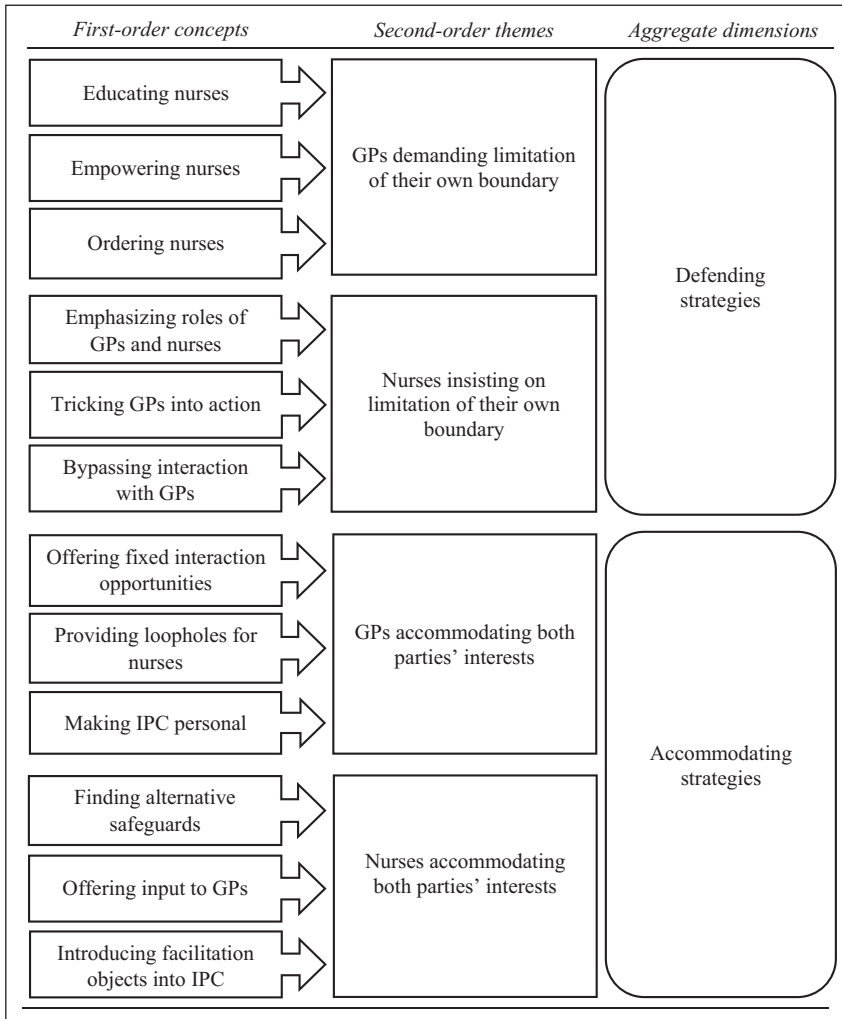 First-order concepts
Second-order themes
Aggregate dimensions
Educating nurses
Empowering nurses
Ordering nurses
GPs demanding limitation
of their own boundary
Emphasizing roles of
GPs and nurses
Tricking GPs into action
Bypassing interaction
with GPs
Nurses insisting on
limitation of their own
boundary
Defending
strategies
Offering fixed interaction
opportunities
Providing loopholes for
nurses
Making IPC personal
GPs accommodating both
parties’ interests
Finding alternative
safeguards
Offering input to GPs
Introducing facilitation
objects into IPC
Nurses accommodating
both parties’ interests
Accommodating
strategies